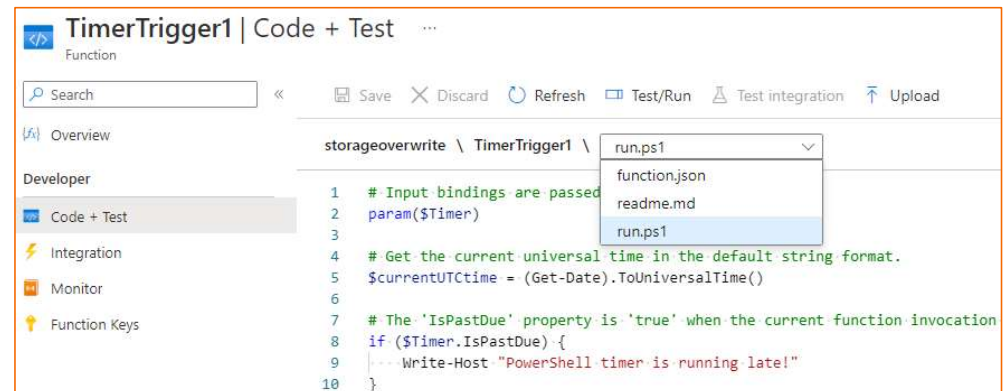 TimerTrigger1 | Code + Test ...
Function
Search «
Save Discard Refresh Test/Run Test integration Upload
Overview
storageoverwrite \ TimerTrigger1 \ run.ps1
function.json
readme.md
run.ps1
Developer
Code + Test
Integration
Monitor
Function Keys
1 # Input bindings are passed
2 param($Timer)
3
4 # Get the current universal time in the default string format.
5 $currentUTCtime = (Get-Date).ToUniversalTime()
6
7 # The 'IsPastDue' property is 'true' when the current function invocation
8 if ($Timer.IsPastDue) {
9 Write-Host "PowerShell timer is running late!"
10 }